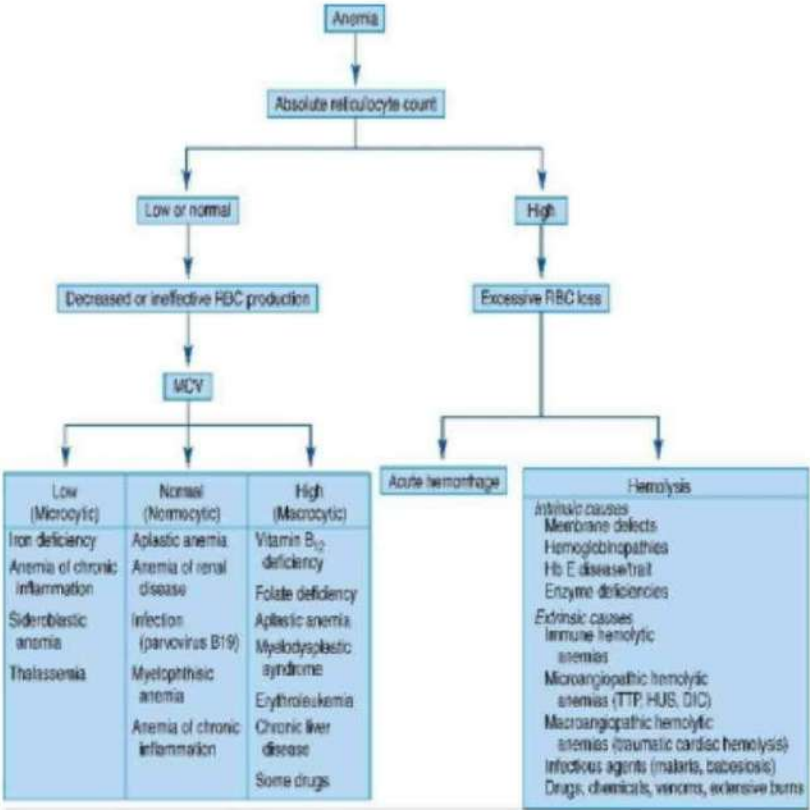 Anemia
Absolute reticulocyte count
Low or normal
High
Decreased or ineffective RBC production
Excessive RBC loss
MCV
Low
(Microcytic)
Iron deficiency
Anemia of chronic
inflammation
Sideroblastic
anemia
Thalassemia
Normal
(Normocytic)
Aplastic anemia
Anemia of renal
disease
Infection
(parvovirus B19)
Myelophthisic
anemia
Anemia of chronic
inflammation
High
(Macrocytic)
Vitamin B12
deficiency
Folate deficiency
Aplastic anemia
Myelodysplastic
syndrome
Erythroleukemia
Chronic liver
disease
Some drugs
Acute hemorrhage
Hemolysis
Intrinsic causes
Membrane defects
Hemoglobinopathies
Hb E disease/trait
Enzyme deficiencies
Extrinsic causes
Immune hemolytic
anemias
Microangiopathic hemolytic
anemias (TTP, HUS, DIC)
Macroangiopathic hemolytic
anemias (traumatic cardiac hemolysis)
Infectious agents (malaria, babesiosis)
Drugs, chemicals, venoms, extensive burns